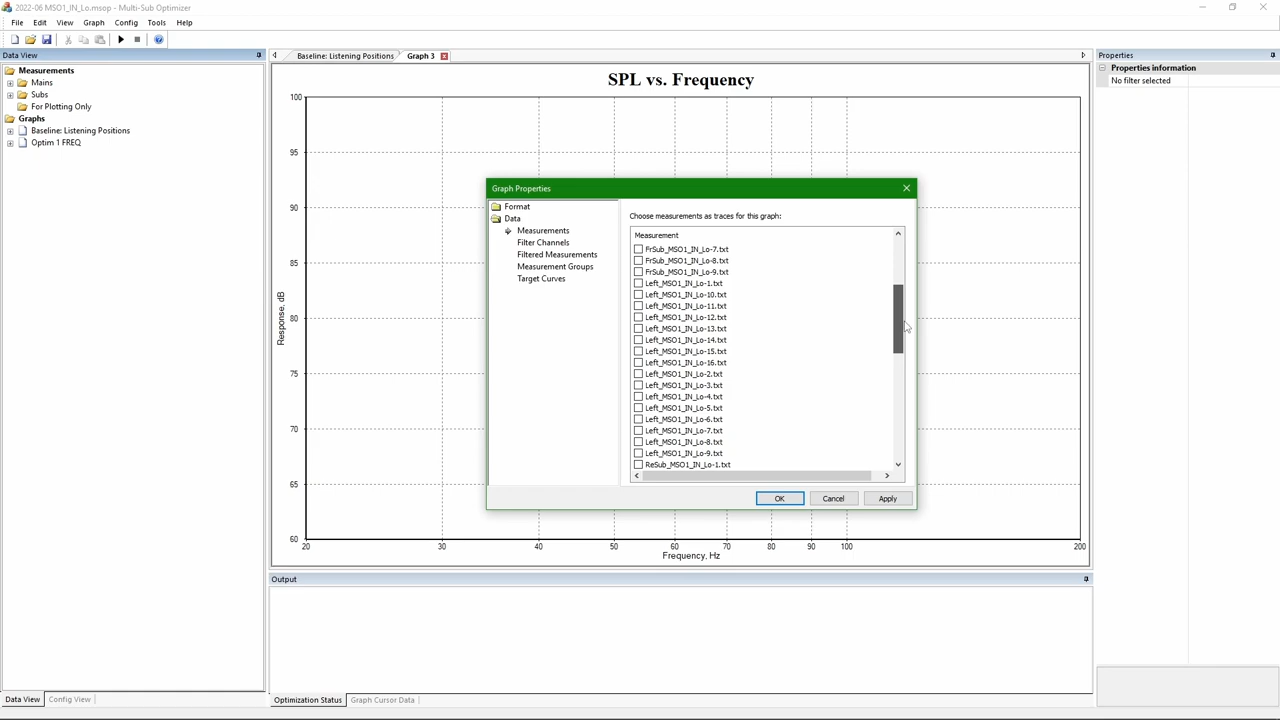 2022-06 MSO1_IN_Lo.msop - Multi-Sub Optimizer
File Edit View Graph Config Tools Help
Data View
Measurements
Mains
Subs
For Plotting Only
Graphs
Baseline: Listening Positions
Optim 1 FREQ
Data View Config View
Baseline: Listening Positions Graph 3
SPL vs. Frequency
100
95
90
85
80
75
70
65
60
Response, dB
20 30 40 50 60 70 80 90 100 200
Frequency, Hz
Graph Properties
Format
Data
Measurements
Filter Channels
Filtered Measurements
Measurement Groups
Target Curves
Choose measurements as traces for this graph:
Measurement
FrSub_MSO1_IN_Lo-7.txt
FrSub_MSO1_IN_Lo-8.txt
FrSub_MSO1_IN_Lo-9.txt
Left_MSO1_IN_Lo-1.txt
Left_MSO1_IN_Lo-10.txt
Left_MSO1_IN_Lo-11.txt
Left_MSO1_IN_Lo-12.txt
Left_MSO1_IN_Lo-13.txt
Left_MSO1_IN_Lo-14.txt
Left_MSO1_IN_Lo-15.txt
Left_MSO1_IN_Lo-16.txt
Left_MSO1_IN_Lo-2.txt
Left_MSO1_IN_Lo-3.txt
Left_MSO1_IN_Lo-4.txt
Left_MSO1_IN_Lo-5.txt
Left_MSO1_IN_Lo-6.txt
Left_MSO1_IN_Lo-7.txt
Left_MSO1_IN_Lo-8.txt
Left_MSO1_IN_Lo-9.txt
ReSub_MSO1_IN_Lo-1.txt
OK Cancel Apply
Output
Optimization Status Graph Cursor Data
Properties
Properties information
No filter selected